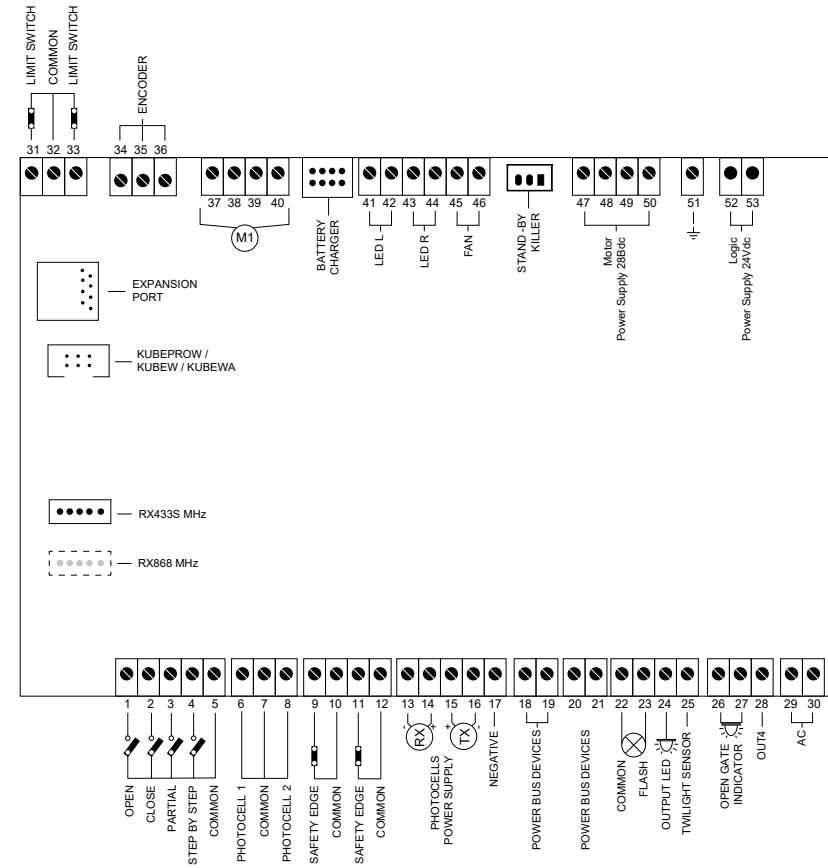 LIMIT SWITCH
COMMON
LIMIT SWITCH
ENCODER
31 32 33
34 35 36
37 38 39 40
M1
BATTERY
CHARGER
41 42 43 44 45 46
LED L
LED R
FAN
STAND -BY
KILLER
47 48 49 50
Motor
Power Supply 28Bdc
51
52 53
Logic
Power Supply 24Vdc
EXPANSION
PORT
KUBEPROW /
KUBEW / KUBEWA
RX433S MHz
RX868 MHz
1 2 3 4 5
6 7 8
9 10 11 12
13 14 15 16 17
18 19
20 21
22 23 24 25
26 27 28
29 30
OPEN
CLOSE
PARTIAL
STEP BY STEP
COMMON
PHOTOCELL 1
COMMON
PHOTOCELL 2
SAFETY EDGE
COMMON
SAFETY EDGE
COMMON
- RX +
+ TX -
PHOTOCELLS
POWER SUPPLY
NEGATIVE
POWER BUS DEVICES
POWER BUS DEVICES
COMMON
FLASH
OUTPUT LED
TWILIGHT SENSOR
OPEN GATE
INDICATOR
OUT4
AC